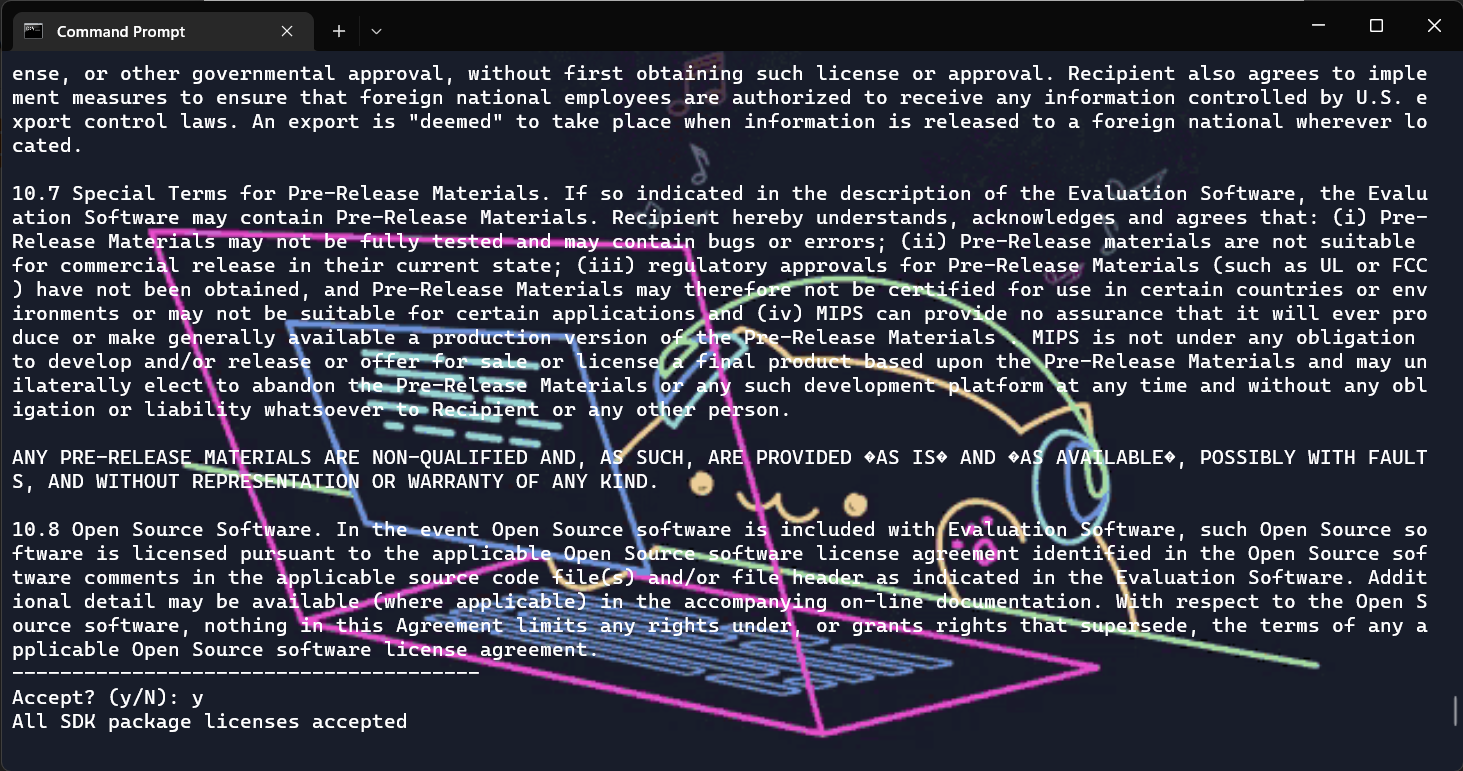 Command Prompt
ense, or other governmental approval, without first obtaining such license or approval. Recipient also agrees to imple
ment measures to ensure that foreign national employees are authorized to receive any information controlled by U.S. e
xport control laws. An export is "deemed" to take place when information is released to a foreign national wherever lo
cated.
10.7 Special Terms for Pre-Release Materials. If so indicated in the description of the Evaluation Software, the Evalu
ation Software may contain Pre-Release Materials. Recipient hereby understands, acknowledges and agrees that: (i) Pre-
Release Materials may not be fully tested and may contain bugs or errors; (ii) Pre-Release materials are not suitable
for commercial release in their current state; (iii) regulatory approvals for Pre-Release Materials (such as UL or FCC
) have not been obtained, and Pre-Release Materials may therefore not be certified for use in certain countries or env
ironments or may not be suitable for certain applications and (iv) MIPS can provide no assurance that it will ever pro
duce or make generally available a production version of the Pre-Release Materials . MIPS is not under any obligation
to develop and/or release or offer for sale or license a final product based upon the Pre-Release Materials and may un
ilaterally elect to abandon the Pre-Release Materials or any such development platform at any time and without any obl
igation or liability whatsoever to Recipient or any other person.
ANY PRE-RELEASE MATERIALS ARE NON-QUALIFIED AND, AS SUCH, ARE PROVIDED �AS IS� AND �AS AVAILABLE�, POSSIBLY WITH FAULT
S, AND WITHOUT REPRESENTATION OR WARRANTY OF ANY KIND.
10.8 Open Source Software. In the event Open Source software is included with Evaluation Software, such Open Source so
ftware is licensed pursuant to the applicable Open Source software license agreement identified in the Open Source sof
tware comments in the applicable source code file(s) and/or file header as indicated in the Evaluation Software. Addit
ional detail may be available (where applicable) in the accompanying on-line documentation. With respect to the Open S
ource software, nothing in this Agreement limits any rights under, or grants rights that supersede, the terms of any a
pplicable Open Source software license agreement.
---------------------------------------
Accept? (y/N): y
All SDK package licenses accepted